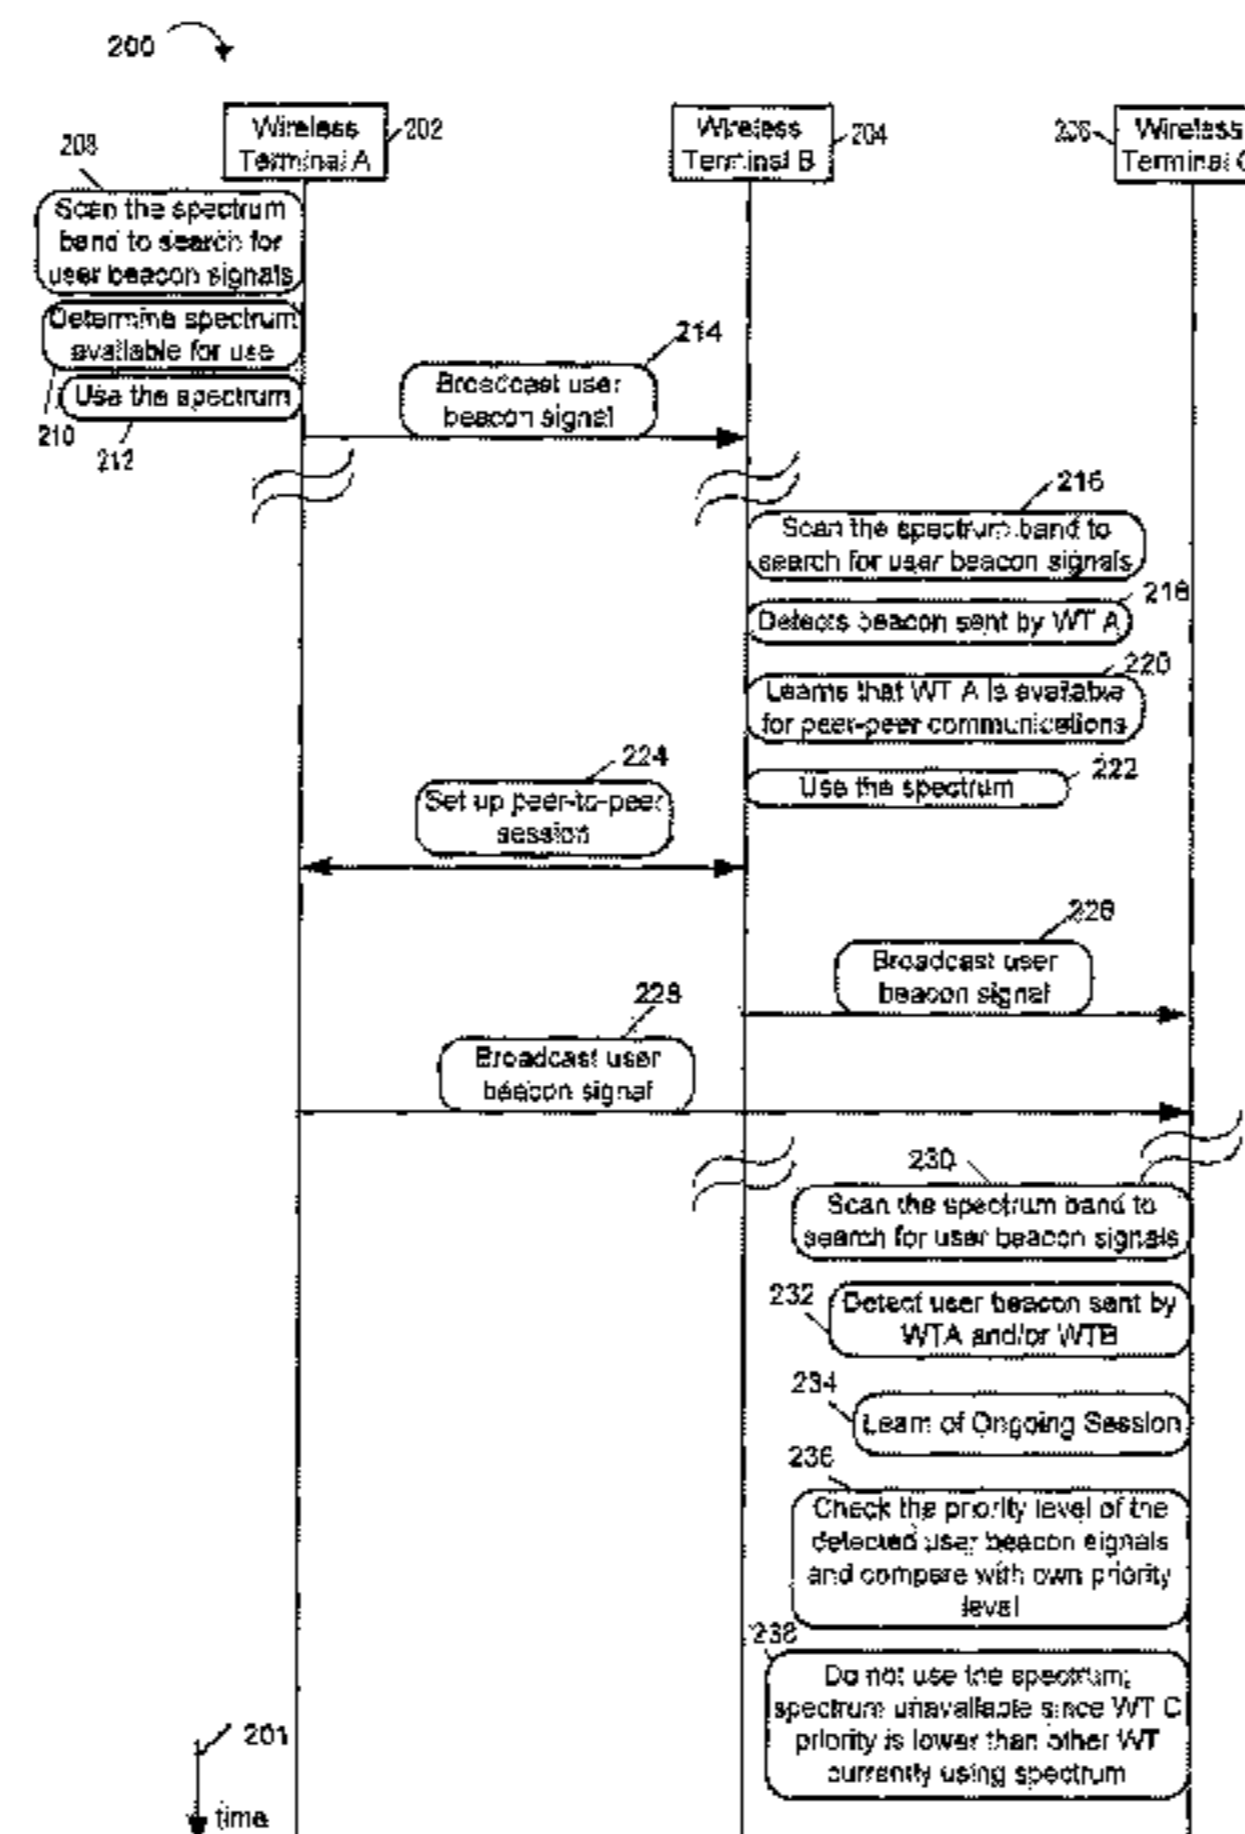 200
Wireless
Terminal A
202
Wireless
Terminal B
204
206
Wireless
Terminal C
208
Scan the spectrum
band to search for
user beacon signals
Determine spectrum
available for use
Use the spectrum
210
212
214
Broadcast user
beacon signal
216
Scan the spectrum band to
search for user beacon signals
218
Detects beacon sent by WT A
220
Learns that WT A is available
for peer-peer communications
222
Use the spectrum
224
Set up peer-to-peer
session
226
Broadcast user
beacon signal
228
Broadcast user
beacon signal
230
Scan the spectrum band to
search for user beacon signals
232
Detect user beacon sent by
WTA and/or WTB
234
Learn of Ongoing Session
236
Check the priority level of the
detected user beacon signals
and compare with own priority
level
238
Do not use the spectrum;
spectrum unavailable since WT C
priority is lower than other WT
currently using spectrum
201
time